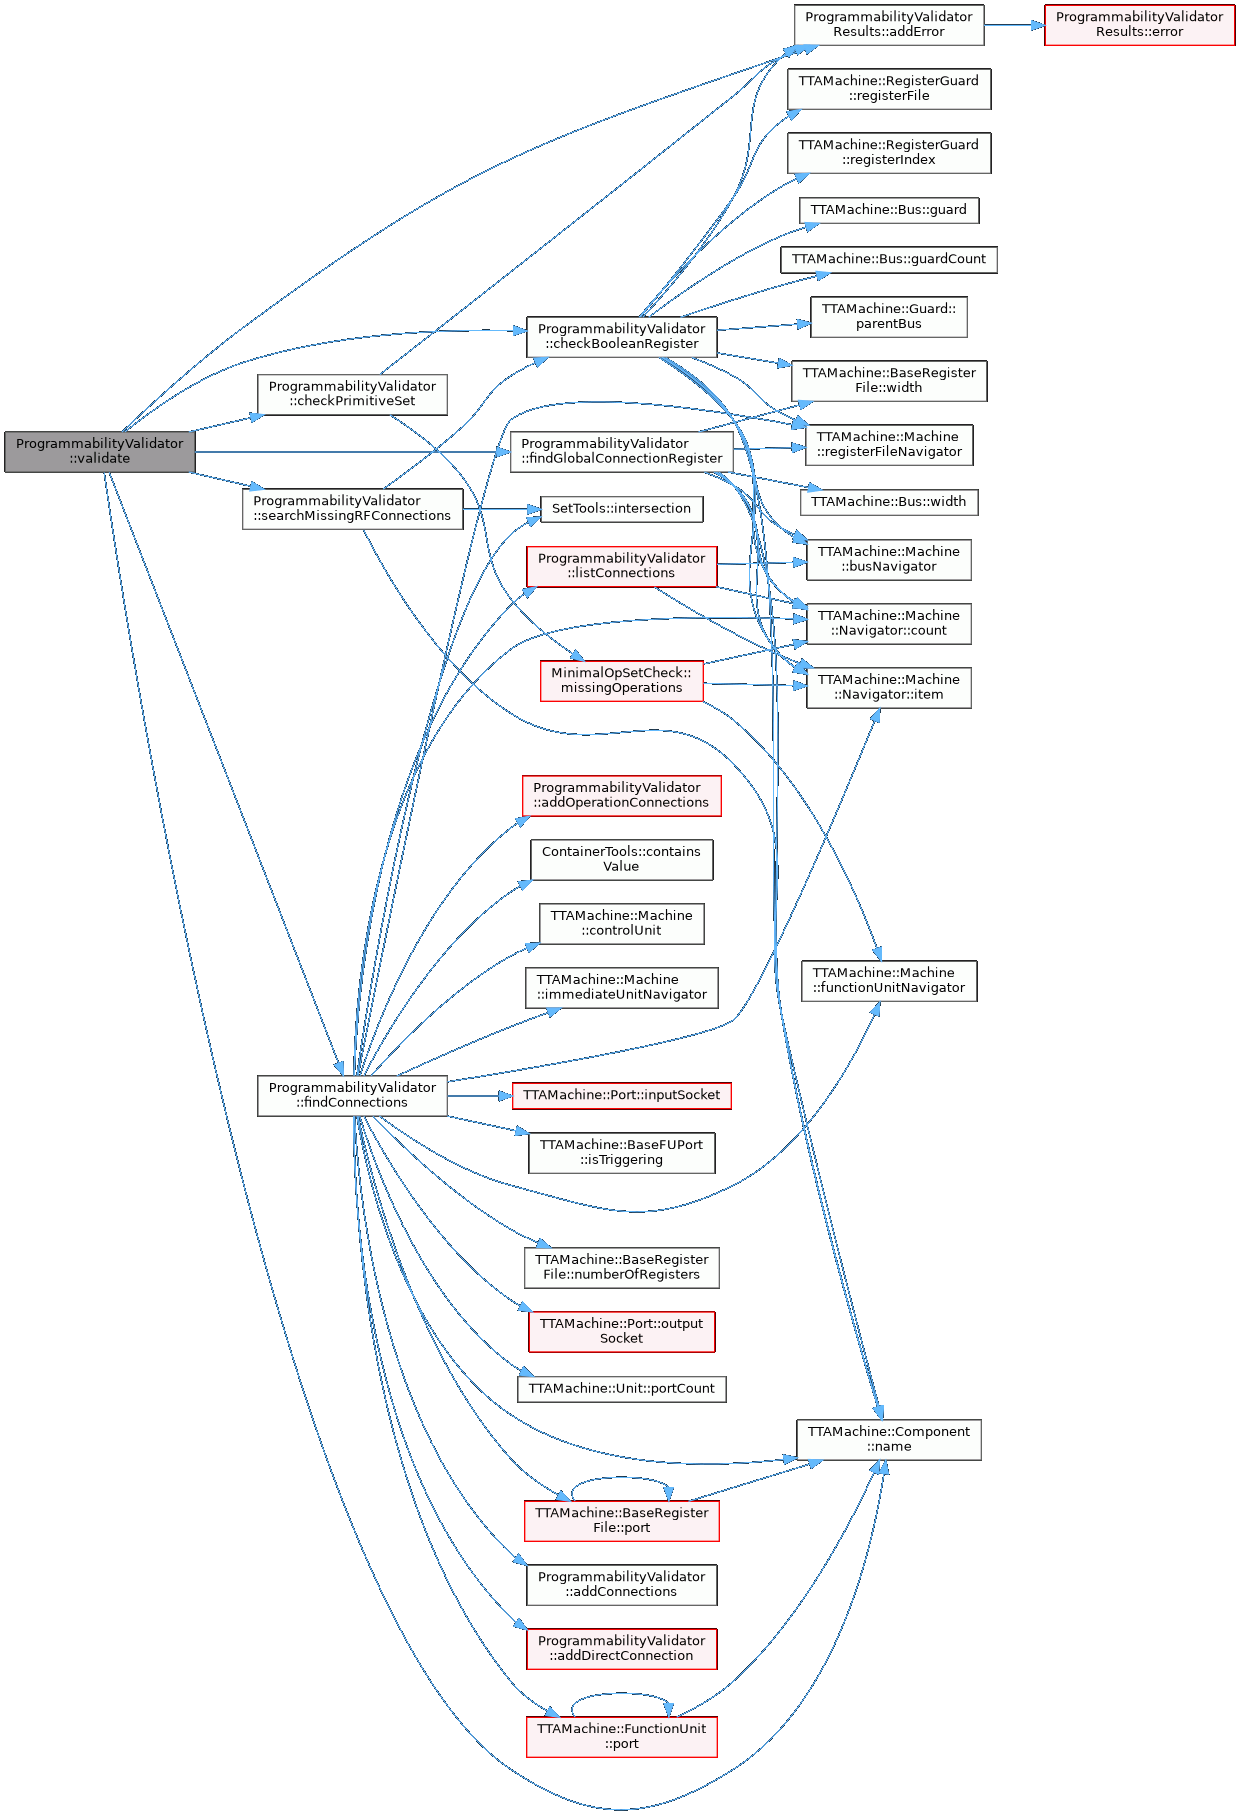 ProgrammabilityValidator
::validate
ProgrammabilityValidator
::checkPrimitiveSet
ProgrammabilityValidator
::searchMissingRFConnections
ProgrammabilityValidator
::findConnections
ProgrammabilityValidator
::checkBooleanRegister
ProgrammabilityValidator
::findGlobalConnectionRegister
SetTools::intersection
ProgrammabilityValidator
::listConnections
MinimalOpSetCheck::
missingOperations
ProgrammabilityValidator
::addOperationConnections
ContainerTools::contains
Value
TTAMachine::Machine
::controlUnit
TTAMachine::Machine
::immediateUnitNavigator
TTAMachine::Port::inputSocket
TTAMachine::BaseFUPort
::isTriggering
TTAMachine::BaseRegister
File::numberOfRegisters
TTAMachine::Port::output
Socket
TTAMachine::Unit::portCount
TTAMachine::BaseRegister
File::port
ProgrammabilityValidator
::addConnections
ProgrammabilityValidator
::addDirectConnection
TTAMachine::FunctionUnit
::port
ProgrammabilityValidator
Results::addError
TTAMachine::RegisterGuard
::registerFile
TTAMachine::RegisterGuard
::registerIndex
TTAMachine::Bus::guard
TTAMachine::Bus::guardCount
TTAMachine::Guard::
parentBus
TTAMachine::BaseRegister
File::width
TTAMachine::Machine
::registerFileNavigator
TTAMachine::Bus::width
TTAMachine::Machine
::busNavigator
TTAMachine::Machine
::Navigator::count
TTAMachine::Machine
::Navigator::item
TTAMachine::Machine
::functionUnitNavigator
TTAMachine::Component
::name
ProgrammabilityValidator
Results::error